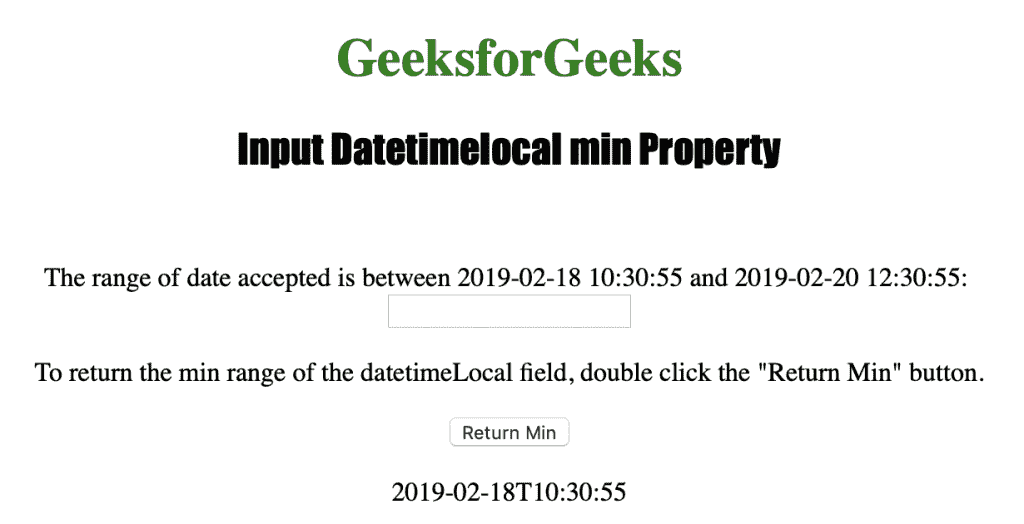 GeeksforGeeks
Input Datetimelocal min Property
The range of date accepted is between 2019-02-18 10:30:55 and 2019-02-20 12:30:55:
To return the min range of the datetimeLocal field, double click the "Return Min" button.
Return Min
2019-02-18T10:30:55